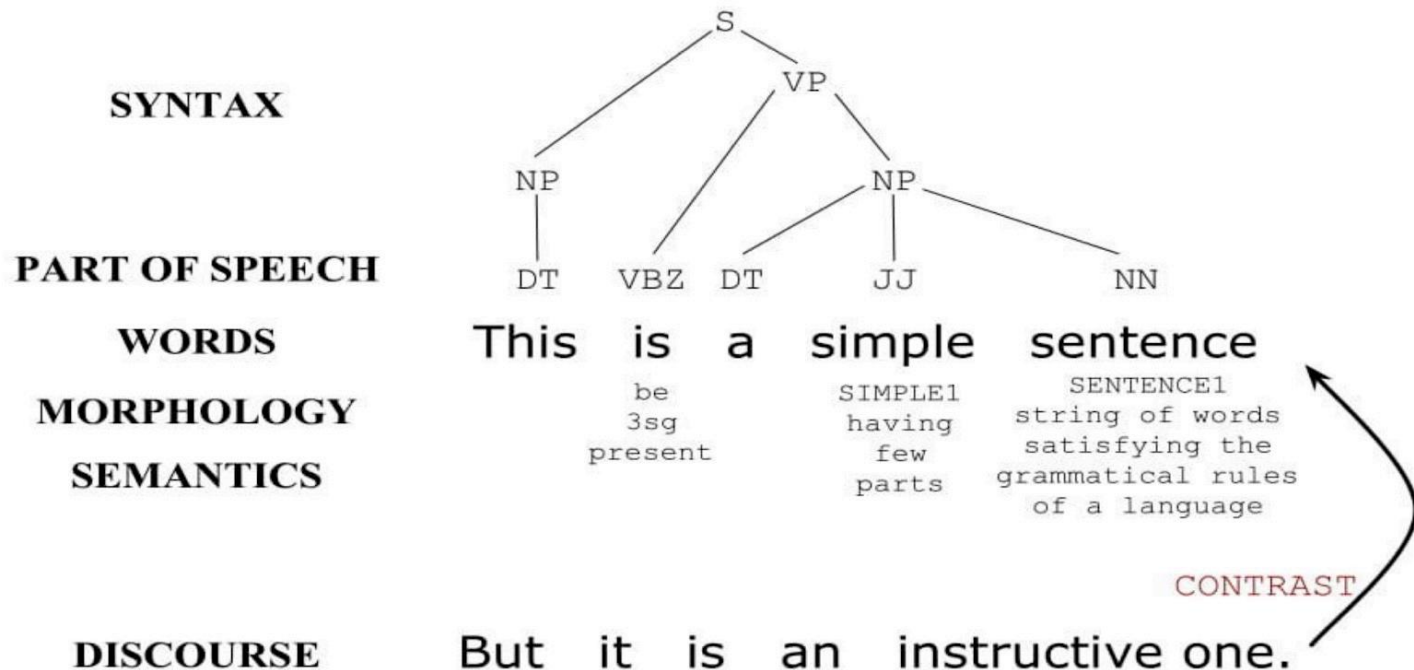 S
VP
SYNTAX
NP NP
PART OF SPEECH DT VBZ DT JJ NN
WORDS This is a simple sentence
be SIMPLE1 SENTENCE1
MORPHOLOGY 3sg having string of words
present few satisfying the
SEMANTICS parts grammatical rules
of a language
CONTRAST
DISCOURSE But it is an instructive one.